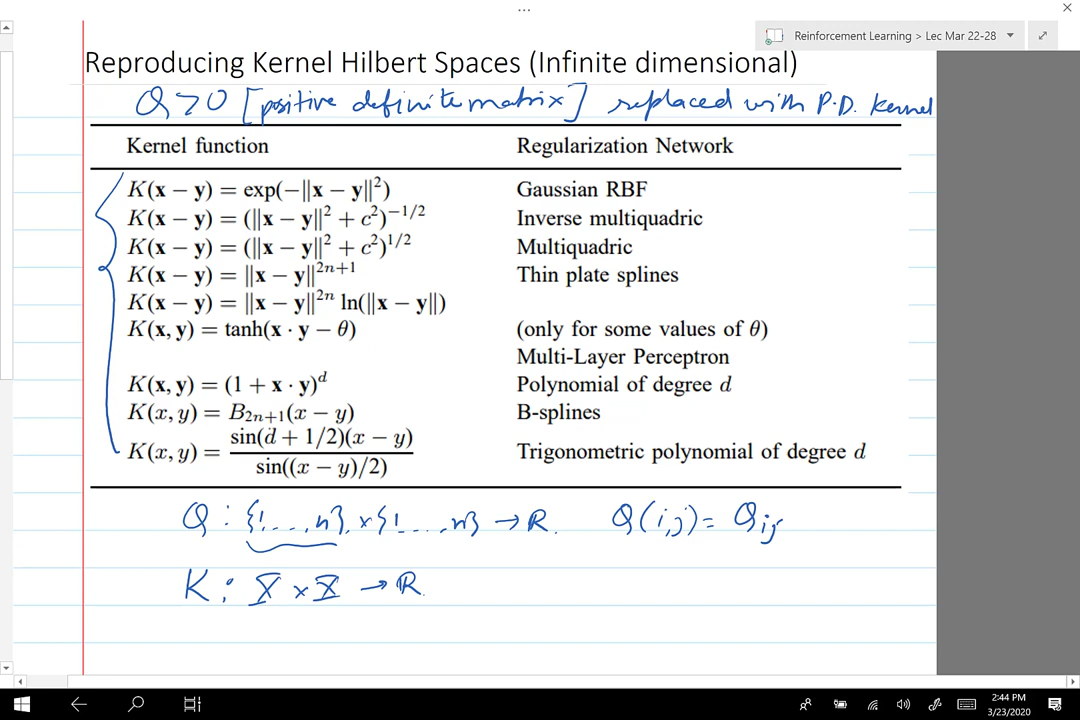 Reinforcement Learning > Lec Mar 22-28
Reproducing Kernel Hilbert Spaces (Infinite dimensional)
Q > 0 [positive definite matrix] replaced with P.D. kernel
Kernel function Regularization Network
K(x − y) = exp(−||x − y||²) Gaussian RBF
K(x − y) = (||x − y||² + c²)^{−1/2} Inverse multiquadric
K(x − y) = (||x − y||² + c²)^{1/2} Multiquadric
K(x − y) = ||x − y||^{2n+1} Thin plate splines
K(x − y) = ||x − y||^{2n} ln(||x − y||)
K(x, y) = tanh(x · y − θ) (only for some values of θ)
Multi-Layer Perceptron
K(x, y) = (1 + x · y)^d Polynomial of degree d
K(x, y) = B_{2n+1}(x − y) B-splines
K(x, y) = sin(d + 1/2)(x − y) / sin((x − y)/2) Trigonometric polynomial of degree d
Q : {1...,n} × {1...,n} → ℝ. Q(i,j) = Qij
K : X × X → ℝ.
2:44 PM
3/23/2020